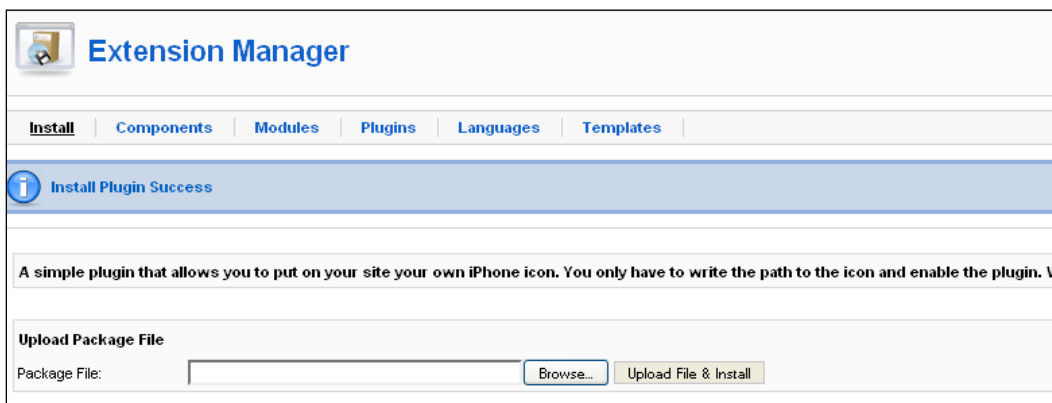 Extension Manager
Install Components Modules Plugins Languages Templates
Install Plugin Success
A simple plugin that allows you to put on your site your own iPhone icon. You only have to write the path to the icon and enable the plugin.
Upload Package File
Package File: Browse... Upload File & Install